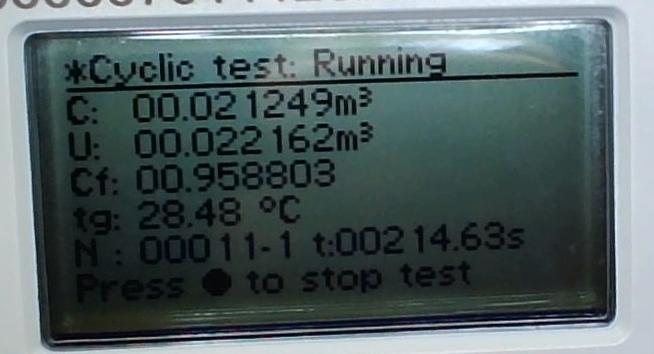 *Cyclic test: Running
C: 00.021249m³
U: 00.022162m³
Cf: 00.958803
tg: 28.48 °C
N : 00011-1 t:00214.63s
Press ● to stop test